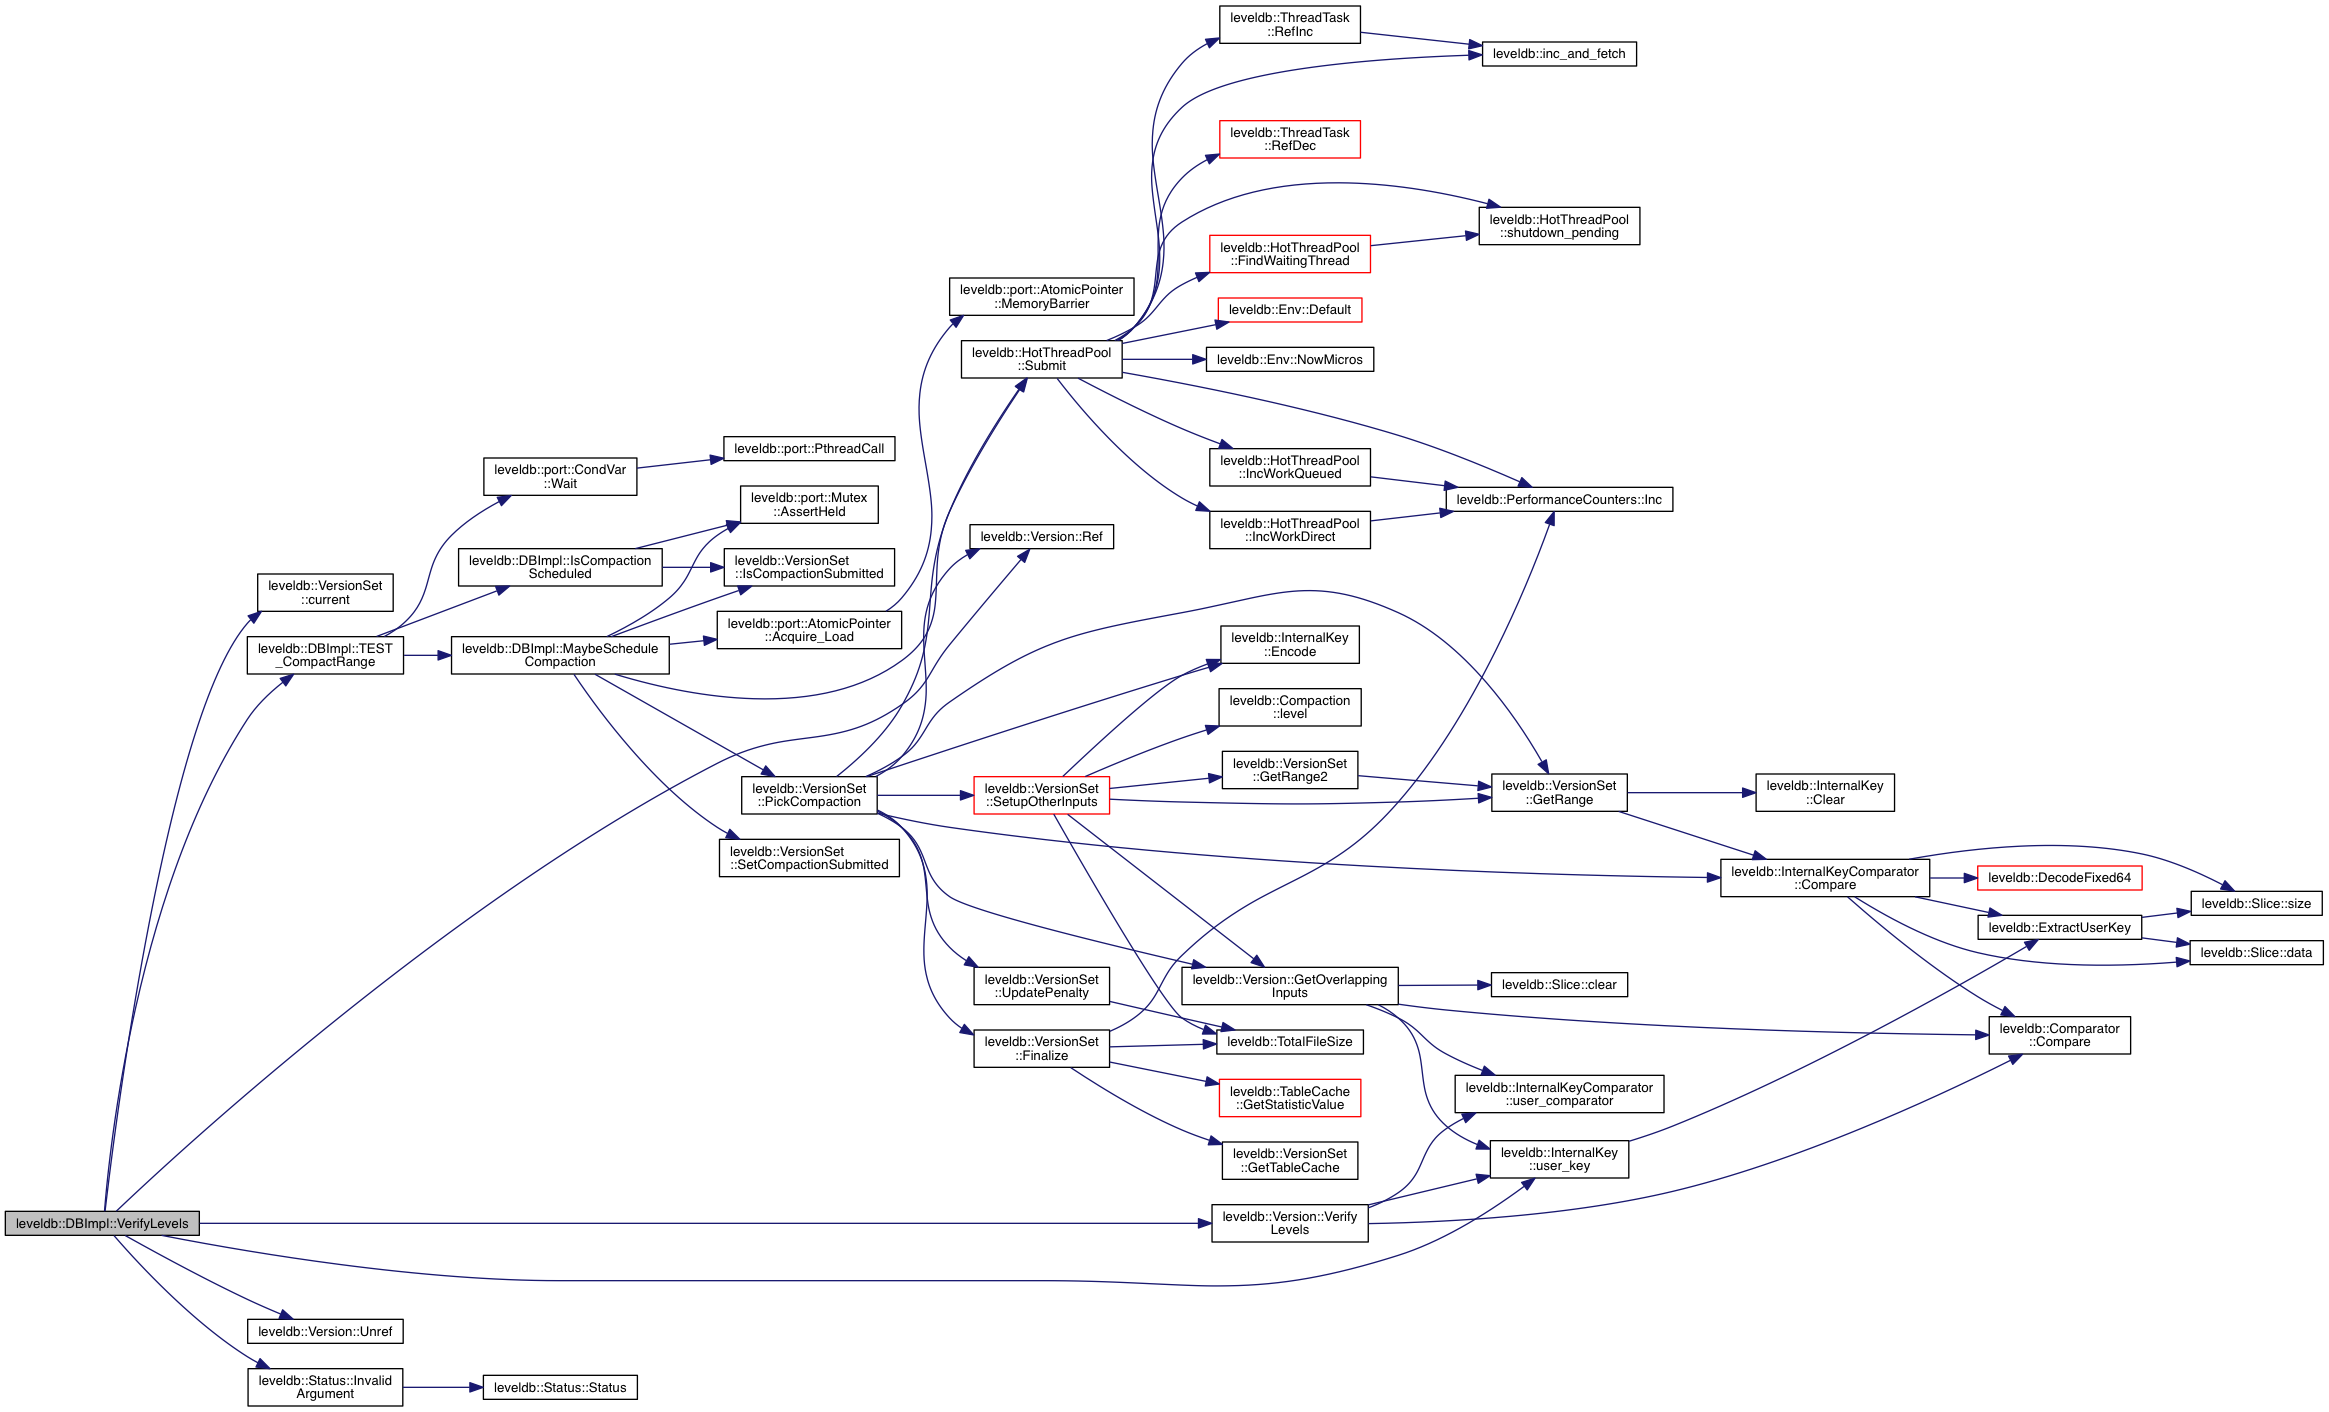 leveldb::ThreadTask
::RefInc
leveldb::inc_and_fetch
leveldb::ThreadTask
::RefDec
leveldb::HotThreadPool
::shutdown_pending
leveldb::HotThreadPool
::FindWaitingThread
leveldb::port::AtomicPointer
::MemoryBarrier
leveldb::Env::Default
leveldb::HotThreadPool
::Submit
leveldb::Env::NowMicros
leveldb::port::PthreadCall
leveldb::port::CondVar
::Wait
leveldb::HotThreadPool
::IncWorkQueued
leveldb::PerformanceCounters::Inc
leveldb::port::Mutex
::AssertHeld
leveldb::HotThreadPool
::IncWorkDirect
leveldb::Version::Ref
leveldb::DBImpl::IsCompaction
Scheduled
leveldb::VersionSet
::IsCompactionSubmitted
leveldb::VersionSet
::current
leveldb::port::AtomicPointer
::Acquire_Load
leveldb::InternalKey
::Encode
leveldb::DBImpl::TEST
_CompactRange
leveldb::DBImpl::MaybeSchedule
Compaction
leveldb::Compaction
::level
leveldb::VersionSet
::GetRange2
leveldb::VersionSet
::PickCompaction
leveldb::VersionSet
::SetupOtherInputs
leveldb::VersionSet
::GetRange
leveldb::InternalKey
::Clear
leveldb::VersionSet
::SetCompactionSubmitted
leveldb::InternalKeyComparator
::Compare
leveldb::DecodeFixed64
leveldb::Slice::size
leveldb::ExtractUserKey
leveldb::Slice::data
leveldb::VersionSet
::UpdatePenalty
leveldb::Version::GetOverlapping
Inputs
leveldb::Slice::clear
leveldb::VersionSet
::Finalize
leveldb::TotalFileSize
leveldb::Comparator
::Compare
leveldb::TableCache
::GetStatisticValue
leveldb::InternalKeyComparator
::user_comparator
leveldb::VersionSet
::GetTableCache
leveldb::InternalKey
::user_key
leveldb::DBImpl::VerifyLevels
leveldb::Version::Verify
Levels
leveldb::Version::Unref
leveldb::Status::Invalid
Argument
leveldb::Status::Status